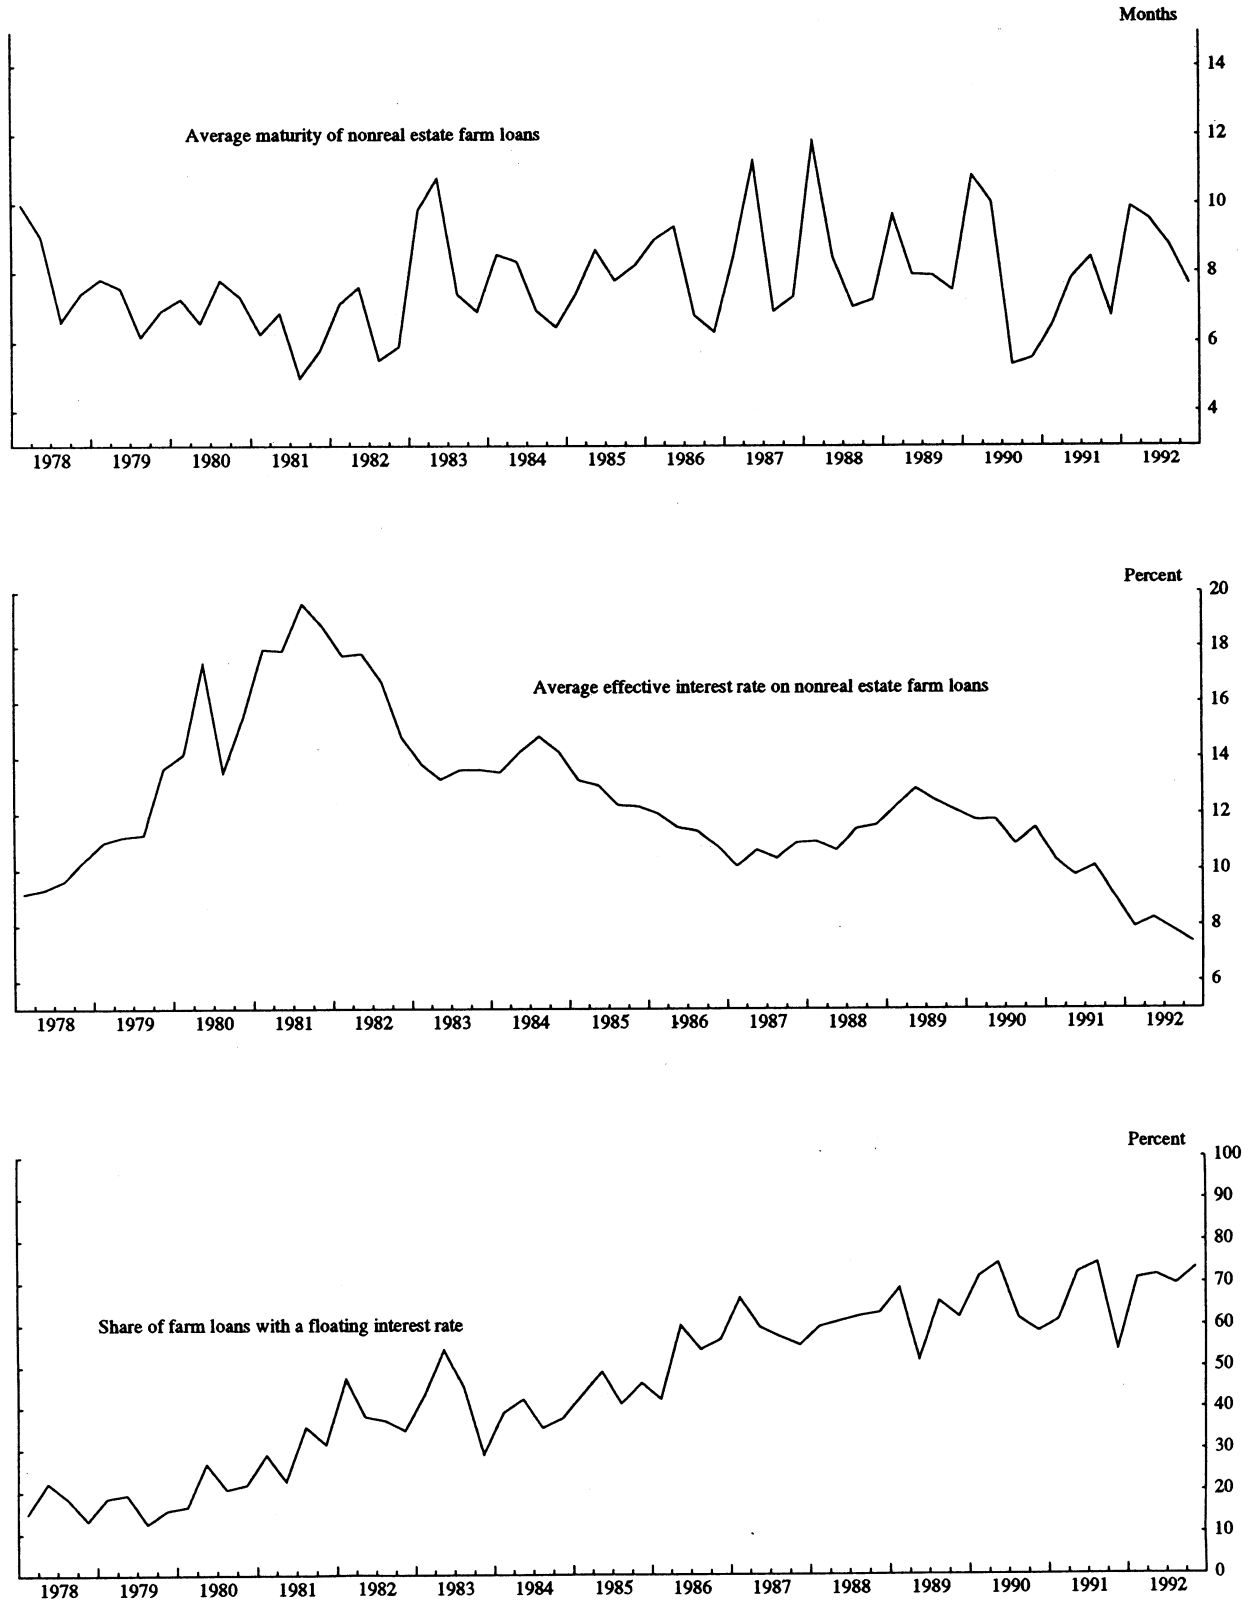 Months
14
12
Average maturity of nonreal estate farm loans
10
8
6
4
1978 1979 1980 1981 1982 1983 1984 1985 1986 1987 1988 1989 1990 1991 1992
Percent
20
18
Average effective interest rate on nonreal estate farm loans
16
14
12
10
8
6
1978 1979 1980 1981 1982 1983 1984 1985 1986 1987 1988 1989 1990 1991 1992
Percent
100
90
80
70
Share of farm loans with a floating interest rate
60
50
40
30
20
10
0
1978 1979 1980 1981 1982 1983 1984 1985 1986 1987 1988 1989 1990 1991 1992